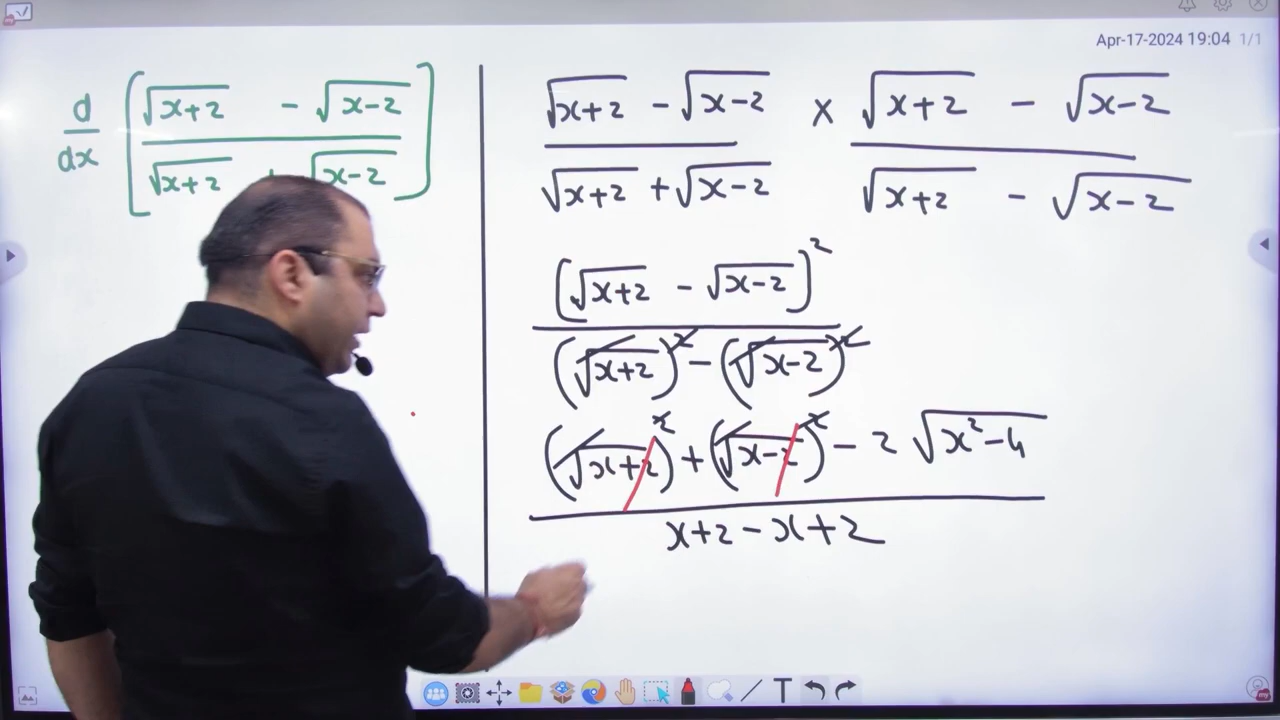 Apr-17-2024 19:04 1/1
d/dx [(√(x+2) - √(x-2)) / (√(x+2) + √(x-2))]
(√(x+2) - √(x-2)) / (√(x+2) + √(x-2)) × (√(x+2) - √(x-2)) / (√(x+2) - √(x-2))
[√(x+2) - √(x-2)]² / ((√(x+2))² - (√(x-2))²)
((√(x+2))² + (√(x-2))² - 2√(x²-4)) / (x+2-x+2)
T